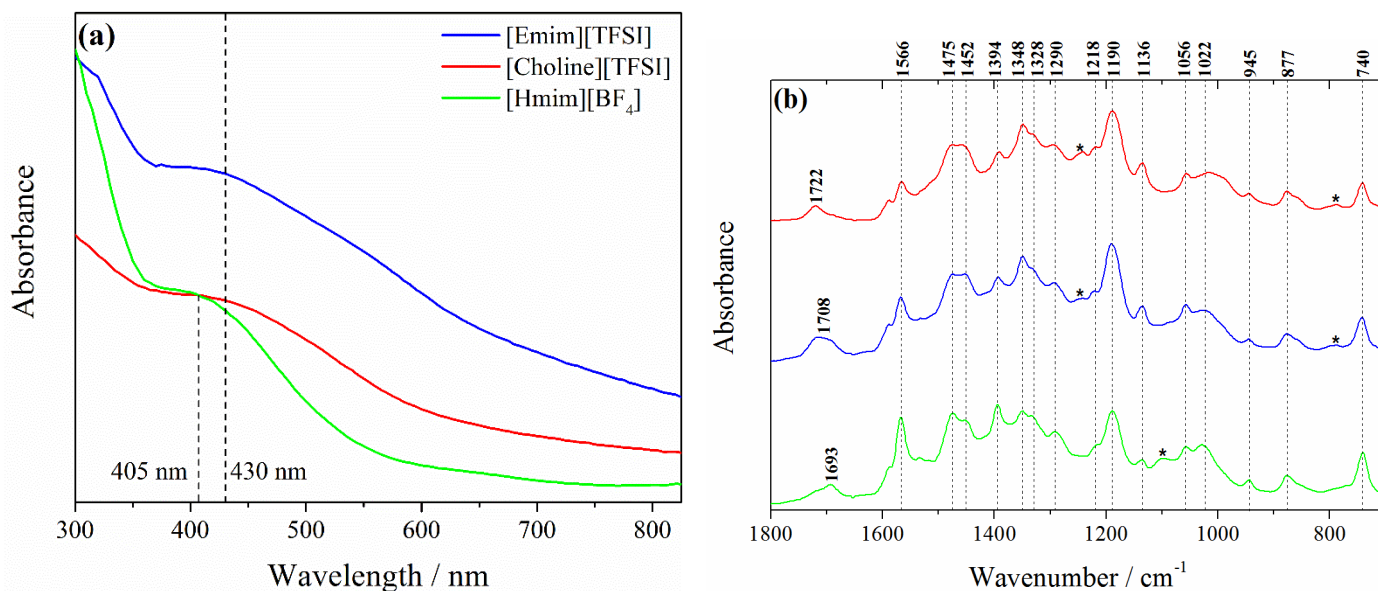 (a)
[Emim][TFSI]
[Choline][TFSI]
[Hmim][BF4]
Absorbance
405 nm
430 nm
300 400 500 600 700 800
Wavelength / nm
1566 1475 1452 1394 1348 1328 1290 1218 1190 1136 1056 1022 945 877 740
(b)
*
*
1722
*
*
1708
*
1693
Absorbance
1800 1600 1400 1200 1000 800
Wavenumber / cm-1